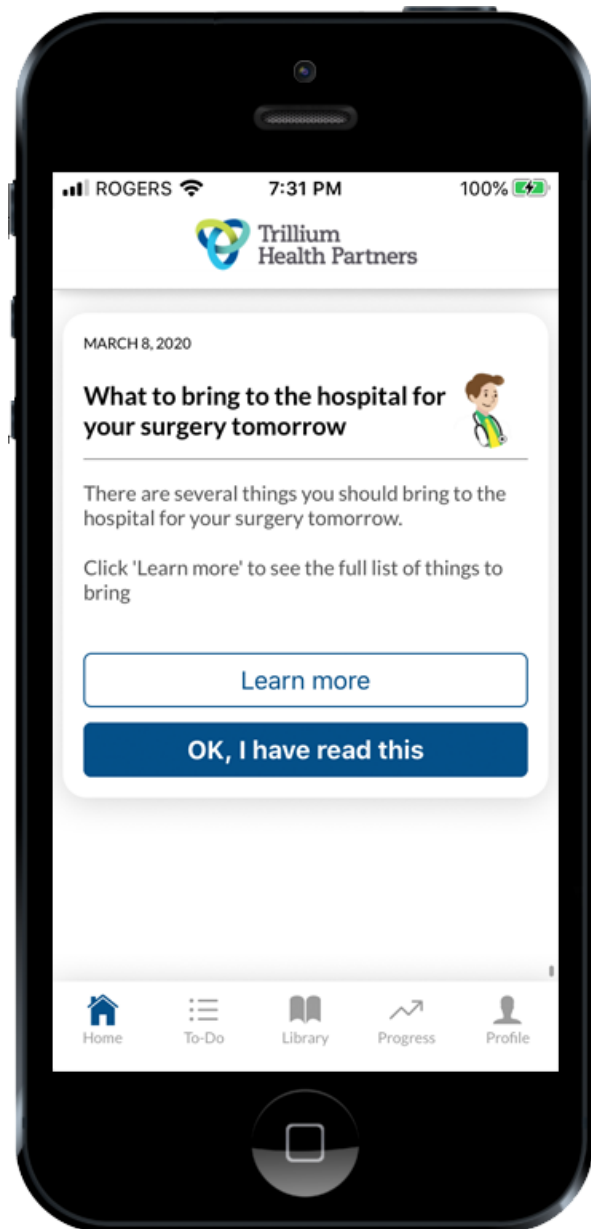 ROGERS 7:31 PM 100%
Trillium
Health Partners
MARCH 8, 2020
What to bring to the hospital for
your surgery tomorrow
There are several things you should bring to the
hospital for your surgery tomorrow.
Click 'Learn more' to see the full list of things to
bring
Learn more
OK, I have read this
Home To-Do Library Progress Profile